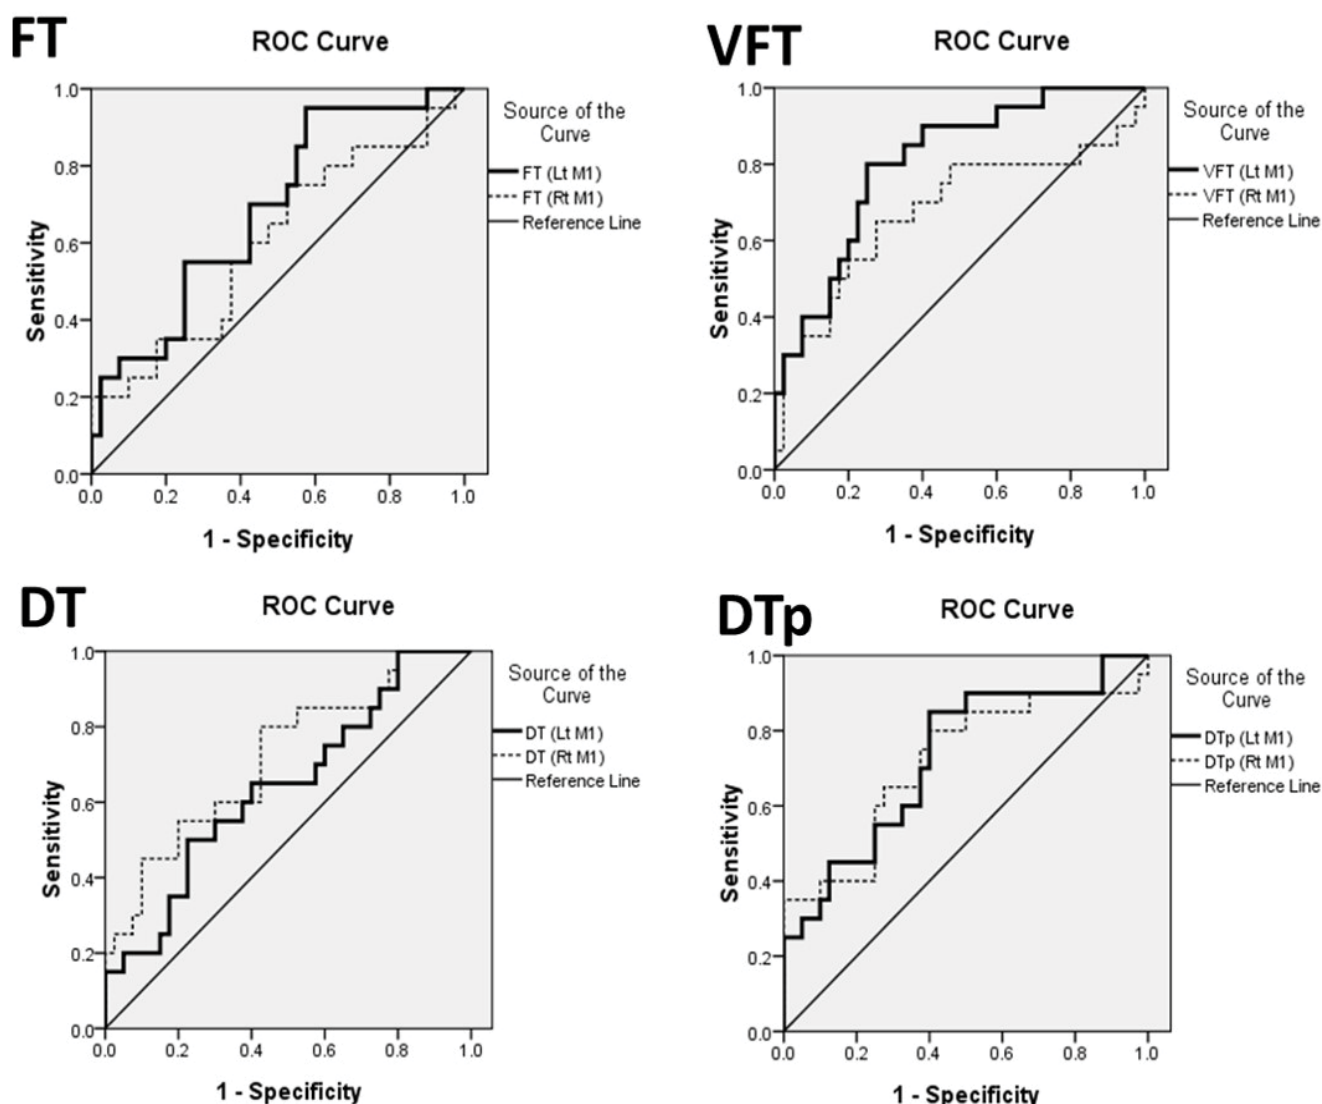 FT
ROC Curve
Sensitivity
1.0
0.8
0.6
0.4
0.2
0.0
0.0 0.2 0.4 0.6 0.8 1.0
1 - Specificity
Source of the
Curve
FT (Lt M1)
FT (Rt M1)
Reference Line
VFT
ROC Curve
Sensitivity
1.0
0.8
0.6
0.4
0.2
0.0
0.0 0.2 0.4 0.6 0.8 1.0
1 - Specificity
Source of the
Curve
VFT (Lt M1)
VFT (Rt M1)
Reference Line
DT
ROC Curve
Sensitivity
1.0
0.8
0.6
0.4
0.2
0.0
0.0 0.2 0.4 0.6 0.8 1.0
1 - Specificity
Source of the
Curve
DT (Lt M1)
DT (Rt M1)
Reference Line
DTp
ROC Curve
Sensitivity
1.0
0.8
0.6
0.4
0.2
0.0
0.0 0.2 0.4 0.6 0.8 1.0
1 - Specificity
Source of the
Curve
DTp (Lt M1)
DTp (Rt M1)
Reference Line